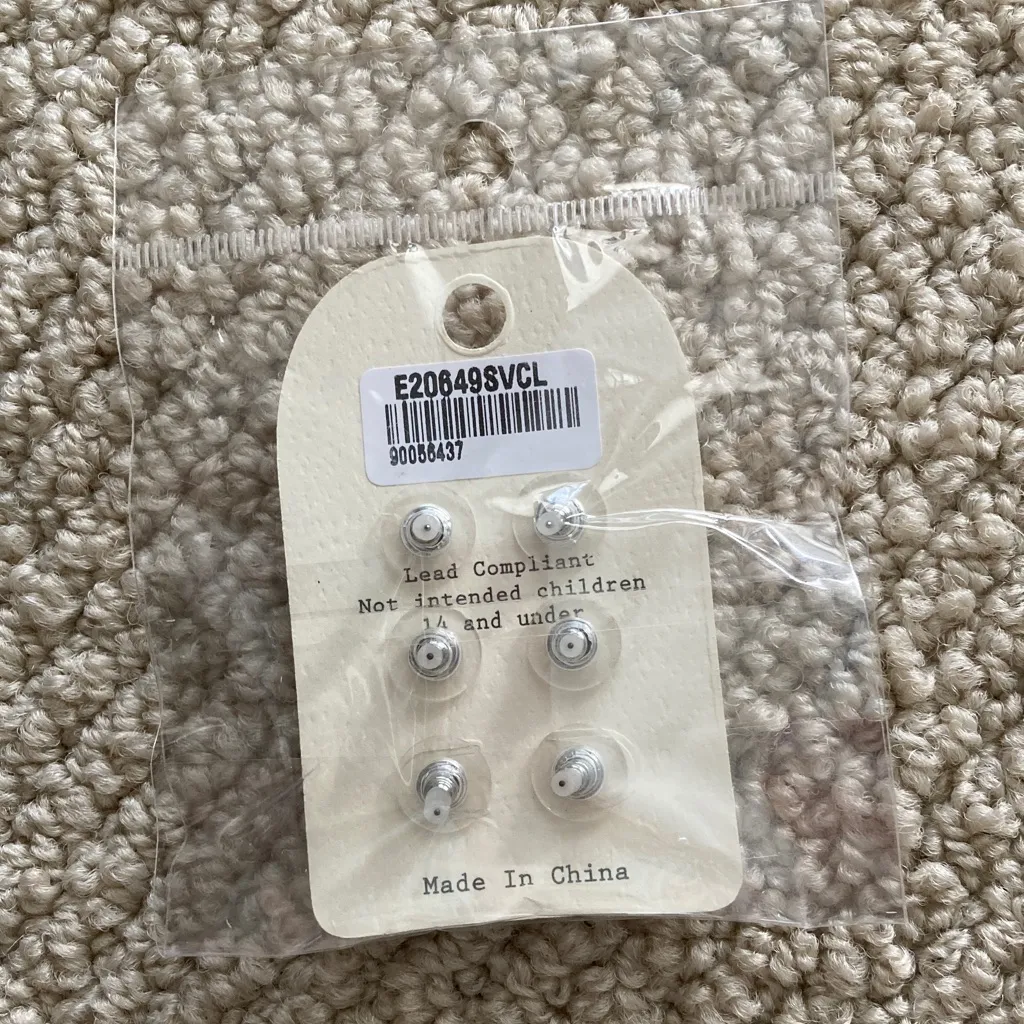 E20649SVCL
90056437
Lead Compliant
Not intended children
14 and under
Made In China